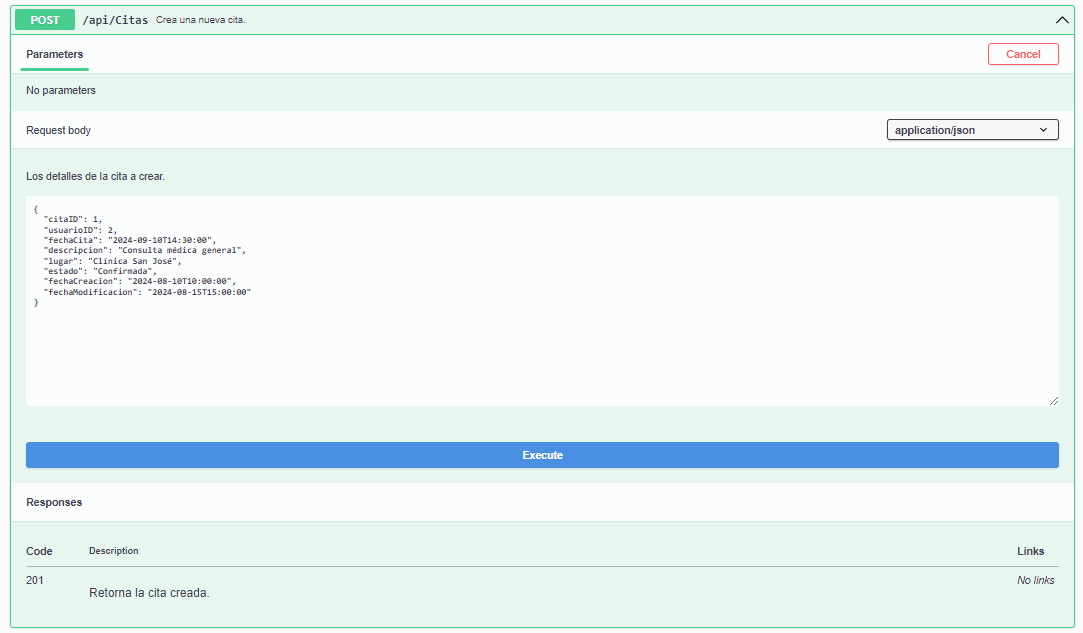 POST /api/Citas Crea una nueva cita.
Parameters Cancel
No parameters
Request body application/json
Los detalles de la cita a crear.
{
"citaID": 1,
"usuarioID": 2,
"fechaCita": "2024-09-10T14:30:00",
"descripcion": "Consulta médica general",
"lugar": "Clínica San José",
"estado": "Confirmada",
"fechaCreacion": "2024-08-10T10:00:00",
"fechaModificacion": "2024-08-15T15:00:00"
}
Execute
Responses
Code Description Links
201 No links
Retorna la cita creada.